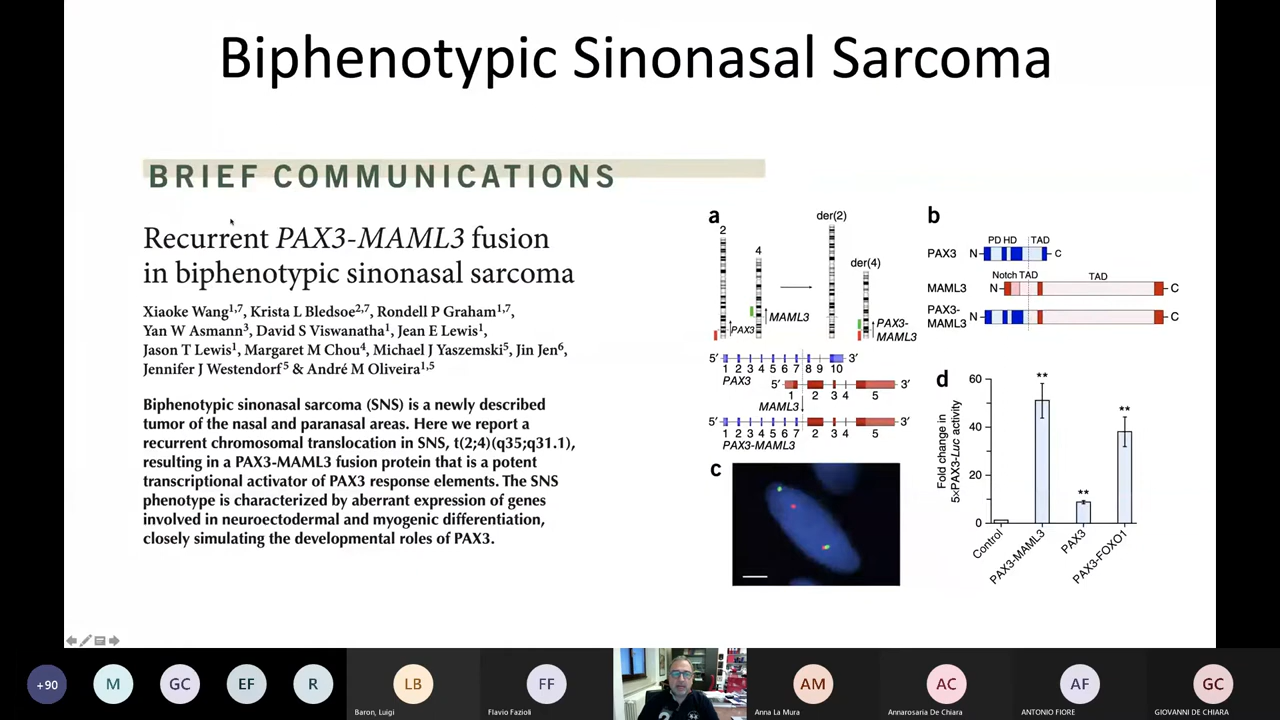 Biphenotypic Sinonasal Sarcoma
BRIEF COMMUNICATIONS
Recurrent PAX3-MAML3 fusion
in biphenotypic sinonasal sarcoma
Xiaoke Wang1,7, Krista L Bledsoe2,7, Rondell P Graham1,7,
Yan W Asmann3, David S Viswanatha1, Jean E Lewis1,
Jason T Lewis1, Margaret M Chou4, Michael J Yaszemski5, Jin Jen6,
Jennifer J Westendorf5 & André M Oliveira1,5
Biphenotypic sinonasal sarcoma (SNS) is a newly described
tumor of the nasal and paranasal areas. Here we report a
recurrent chromosomal translocation in SNS, t(2;4)(q35;q31.1),
resulting in a PAX3-MAML3 fusion protein that is a potent
transcriptional activator of PAX3 response elements. The SNS
phenotype is characterized by aberrant expression of genes
involved in neuroectodermal and myogenic differentiation,
closely simulating the developmental roles of PAX3.
a
2
4
der(2)
der(4)
PAX3
MAML3
PAX3-
MAML3
5′ 3′
1 2 3 4 5 6 7 8 9 10
PAX3
5′ 3′
1 2 3 4 5
MAML3
5′ 3′
1 2 3 4 5 6 7 2 3 4 5
PAX3-MAML3
b
PD HD TAD
PAX3 N C
Notch TAD TAD
MAML3 N C
PAX3-
MAML3 N C
c
d
Fold change in
5×PAX3-Luc activity
60
40
20
0
**
**
**
Control
PAX3-MAML3
PAX3
PAX3-FOXO1
+90
M
GC
EF
R
LB
Baron, Luigi
FF
Flavio Fazioli
AM
Anna La Mura
AC
Annarosaria De Chiara
AF
ANTONIO FIORE
GC
GIOVANNI DE CHIARA